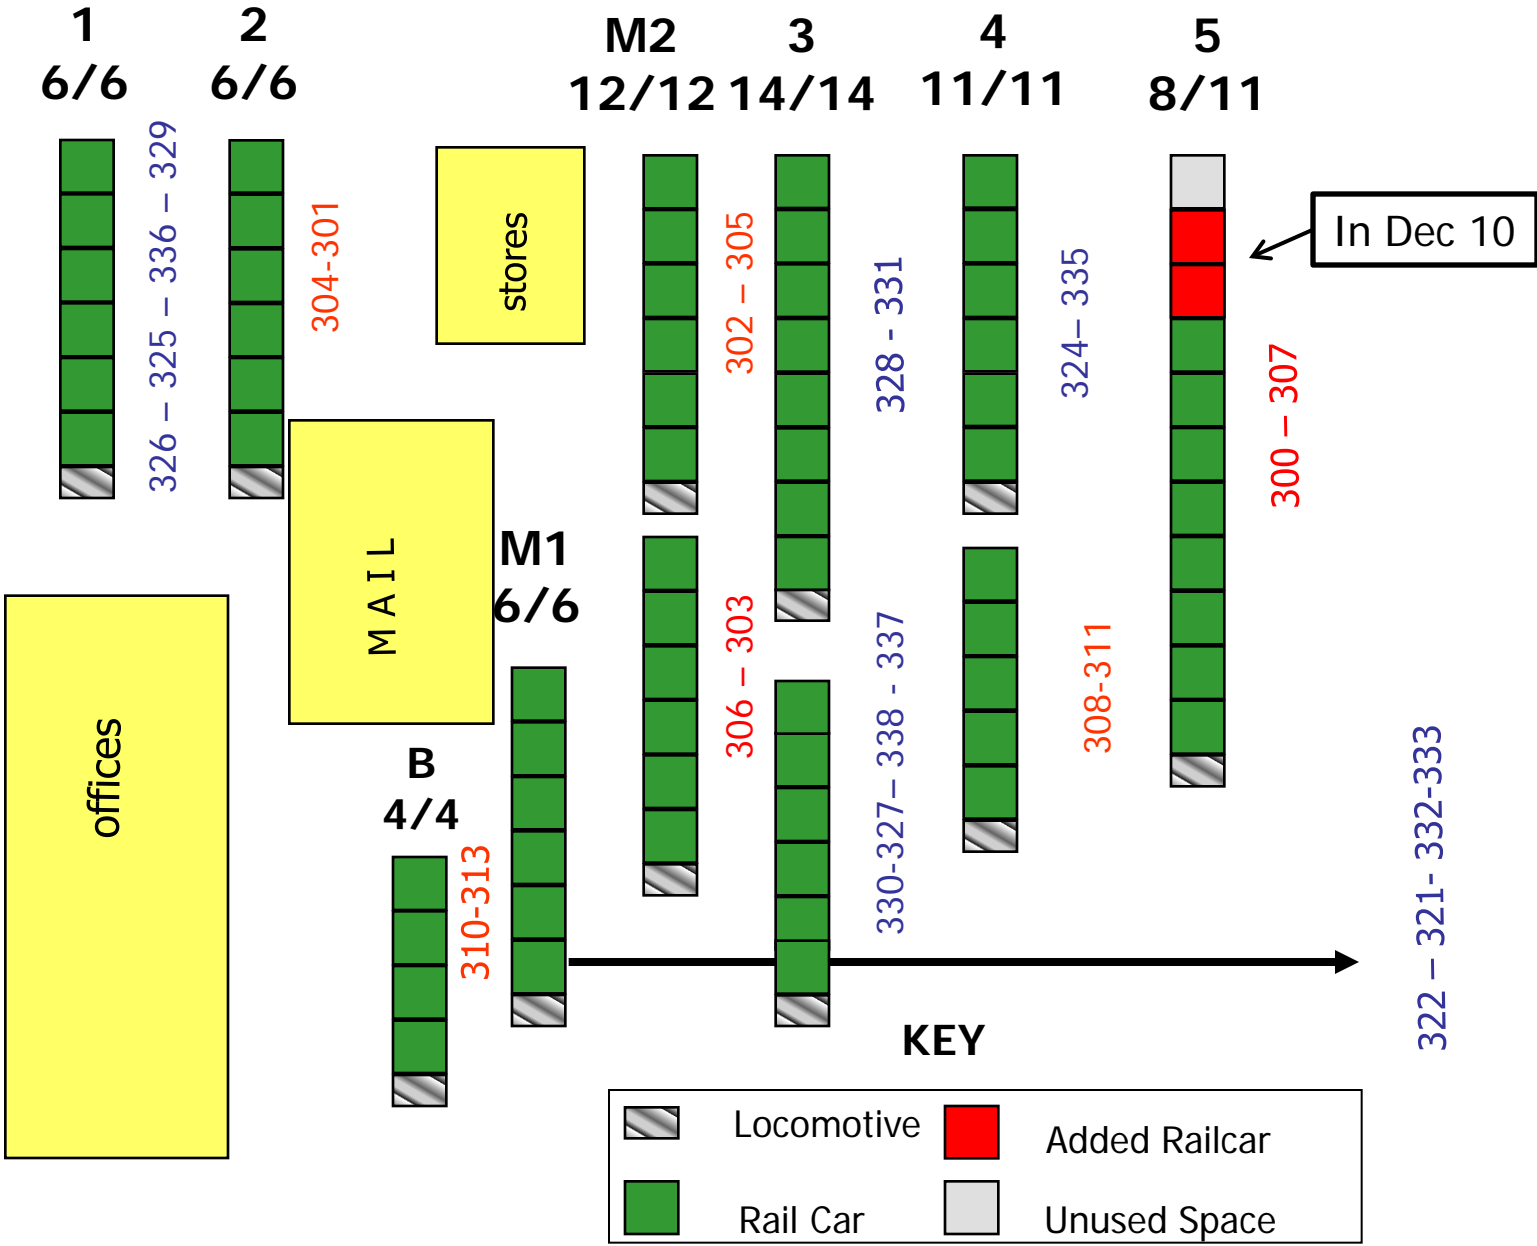 1
6/6
2
6/6
M2
12/12
3
14/14
4
11/11
5
8/11
326 – 325 – 336 – 329
304-301
stores
302 – 305
328 - 331
324– 335
In Dec 10
300 – 307
MAIL
M1
6/6
306 – 303
330-327– 338 - 337
308-311
offices
B
4/4
310-313
322 – 321- 332-333
KEY
Locomotive
Added Railcar
Rail Car
Unused Space